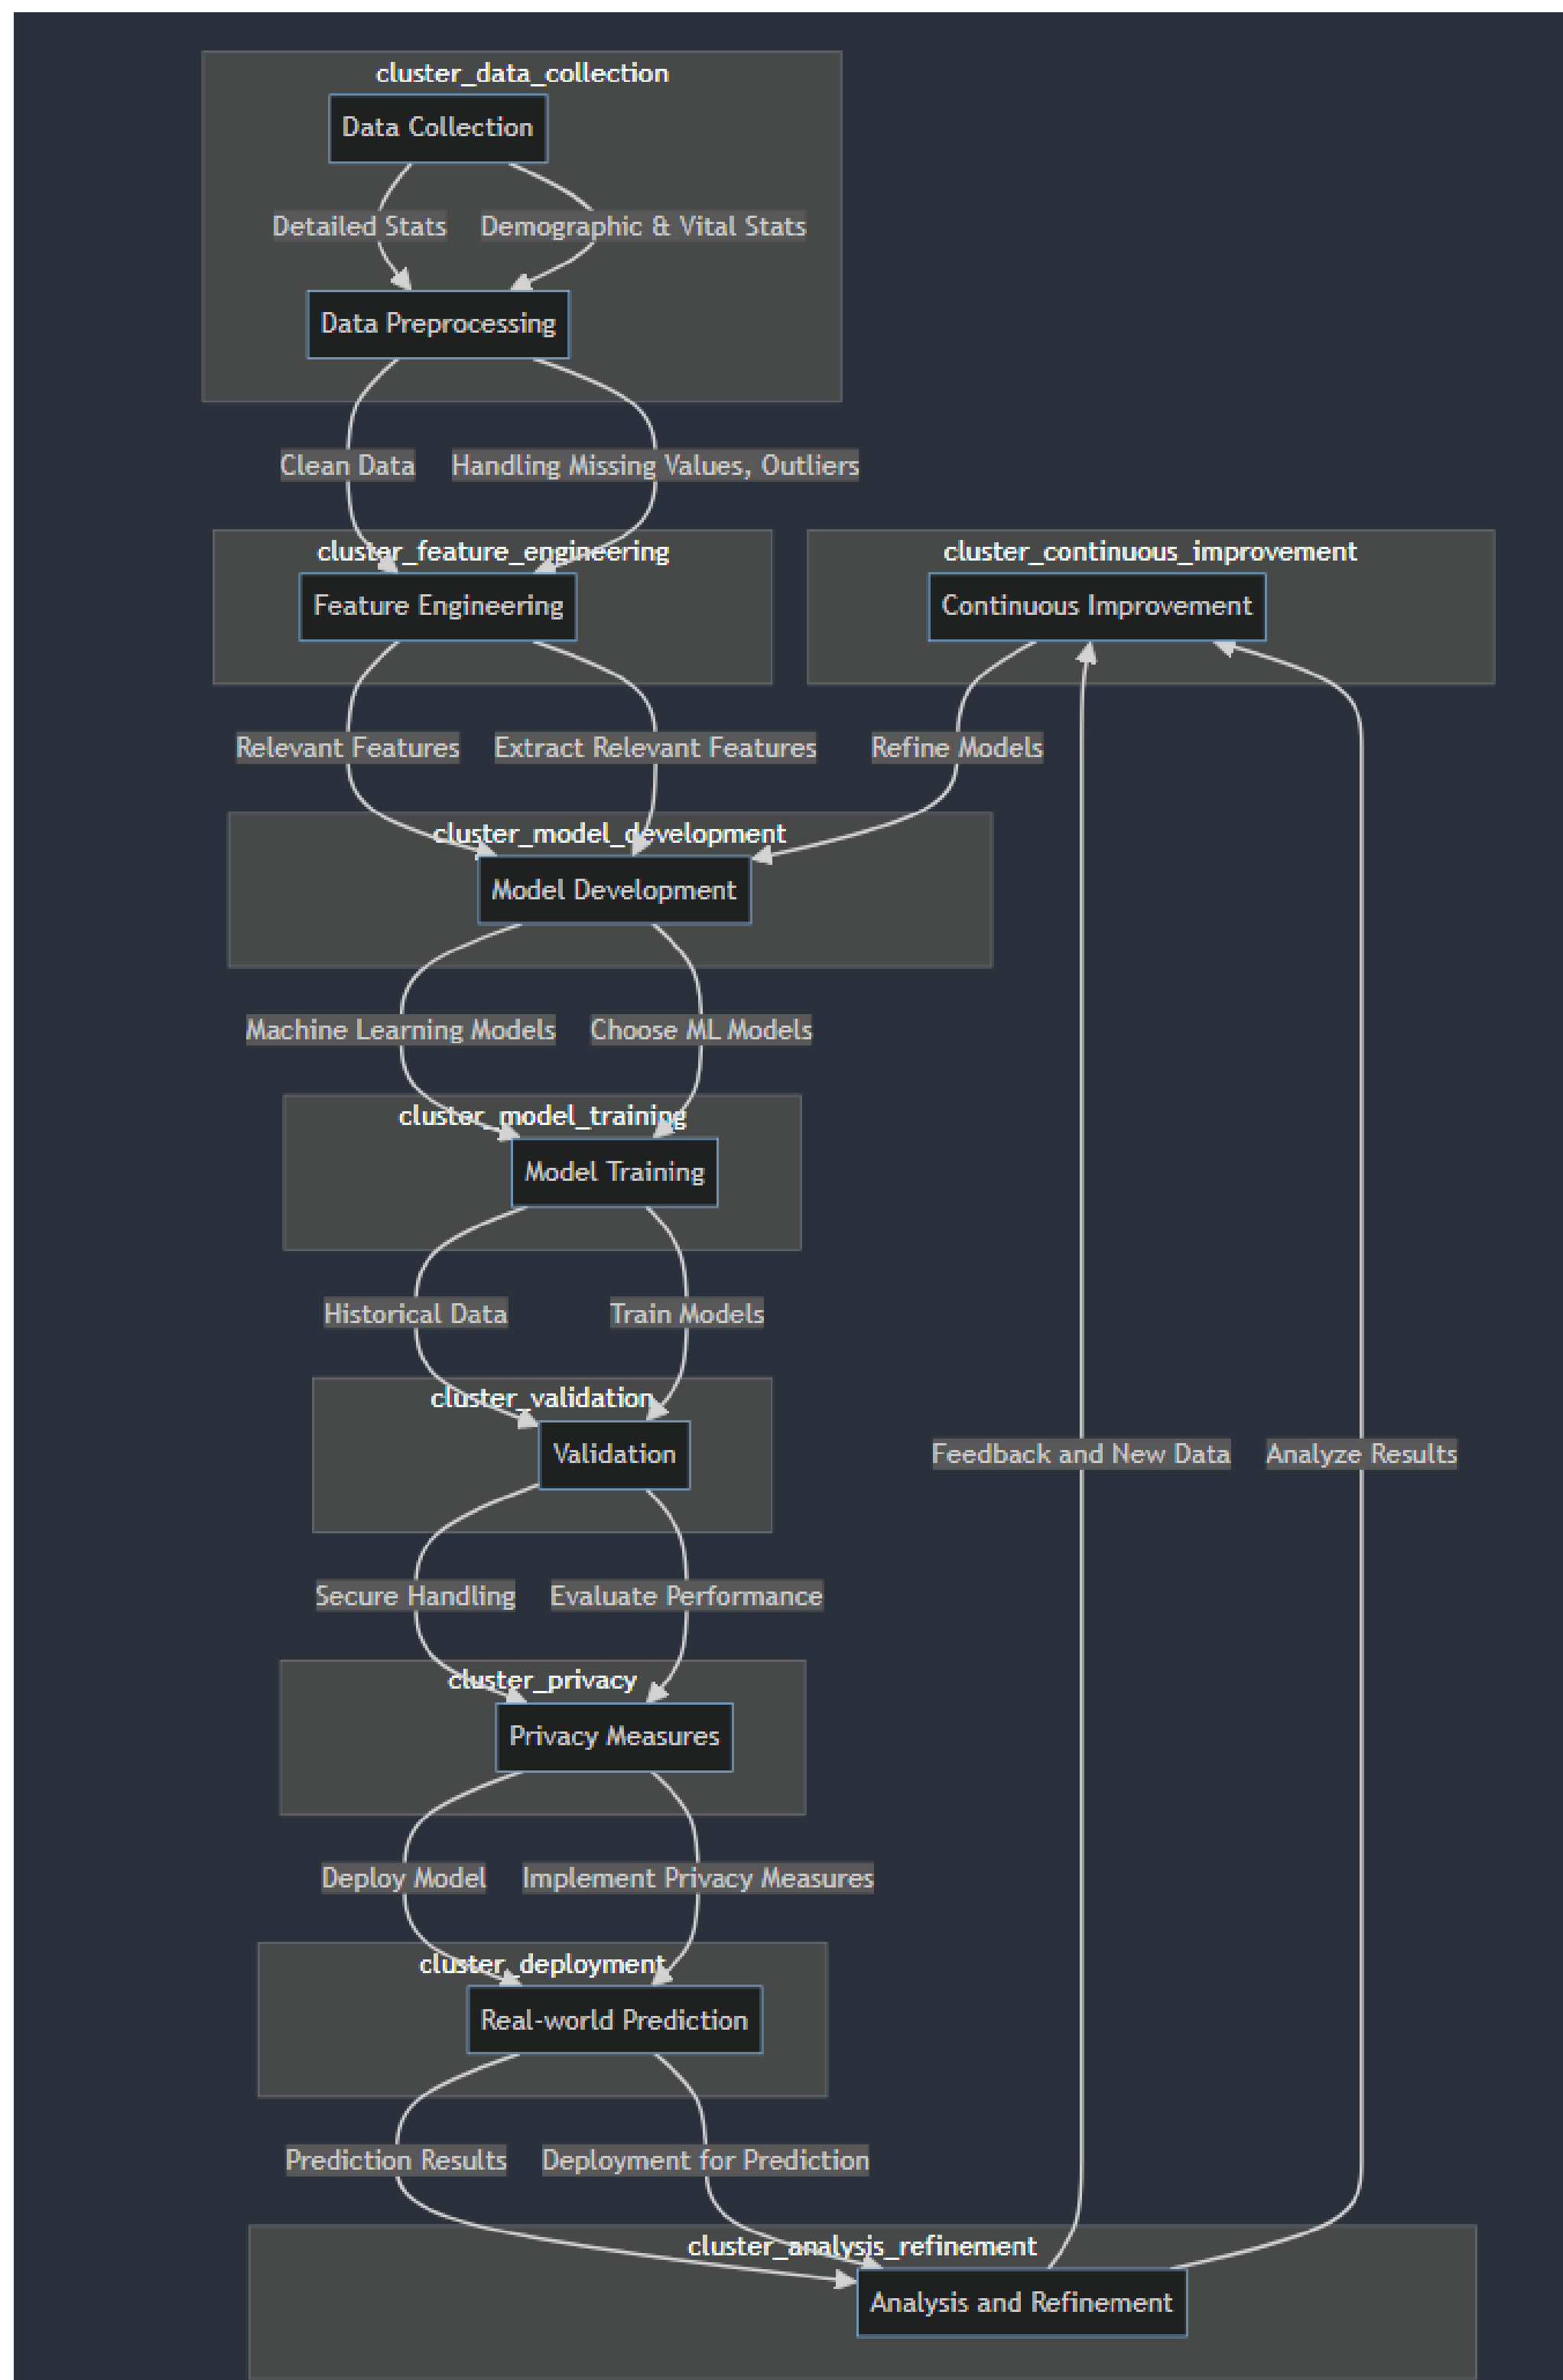 cluster_data_collection
Data Collection
Detailed Stats
Demographic & Vital Stats
Data Preprocessing
Clean Data
Handling Missing Values, Outliers
cluster_feature_engineering
cluster_continuous_improvement
Feature Engineering
Continuous Improvement
Relevant Features
Extract Relevant Features
Refine Models
cluster_model_development
Model Development
Machine Learning Models
Choose ML Models
cluster_model_training
Model Training
Historical Data
Train Models
cluster_validation
Validation
Feedback and New Data
Analyze Results
Secure Handling
Evaluate Performance
cluster_privacy
Privacy Measures
Deploy Model
Implement Privacy Measures
cluster_deployment
Real-world Prediction
Prediction Results
Deployment for Prediction
cluster_analysis_refinement
Analysis and Refinement